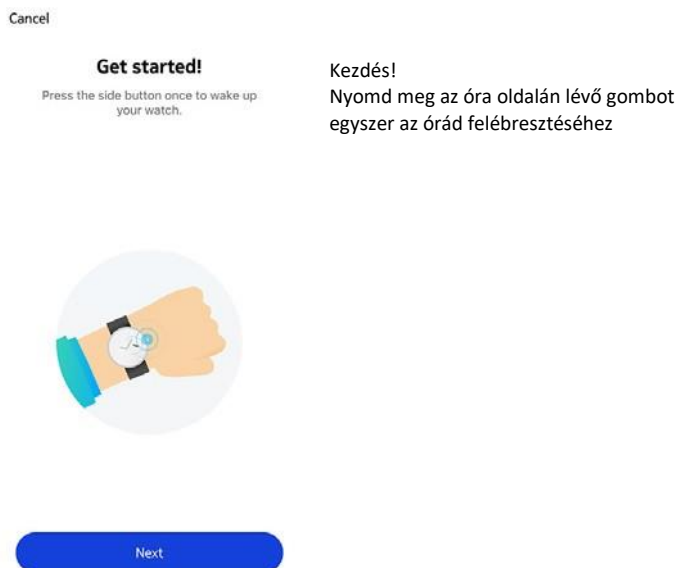 Cancel
Get started!
Press the side button once to wake up
your watch.
Kezdés!
Nyomd meg az óra oldalán lévő gombot
egyszer az órád felébresztéséhez
Next